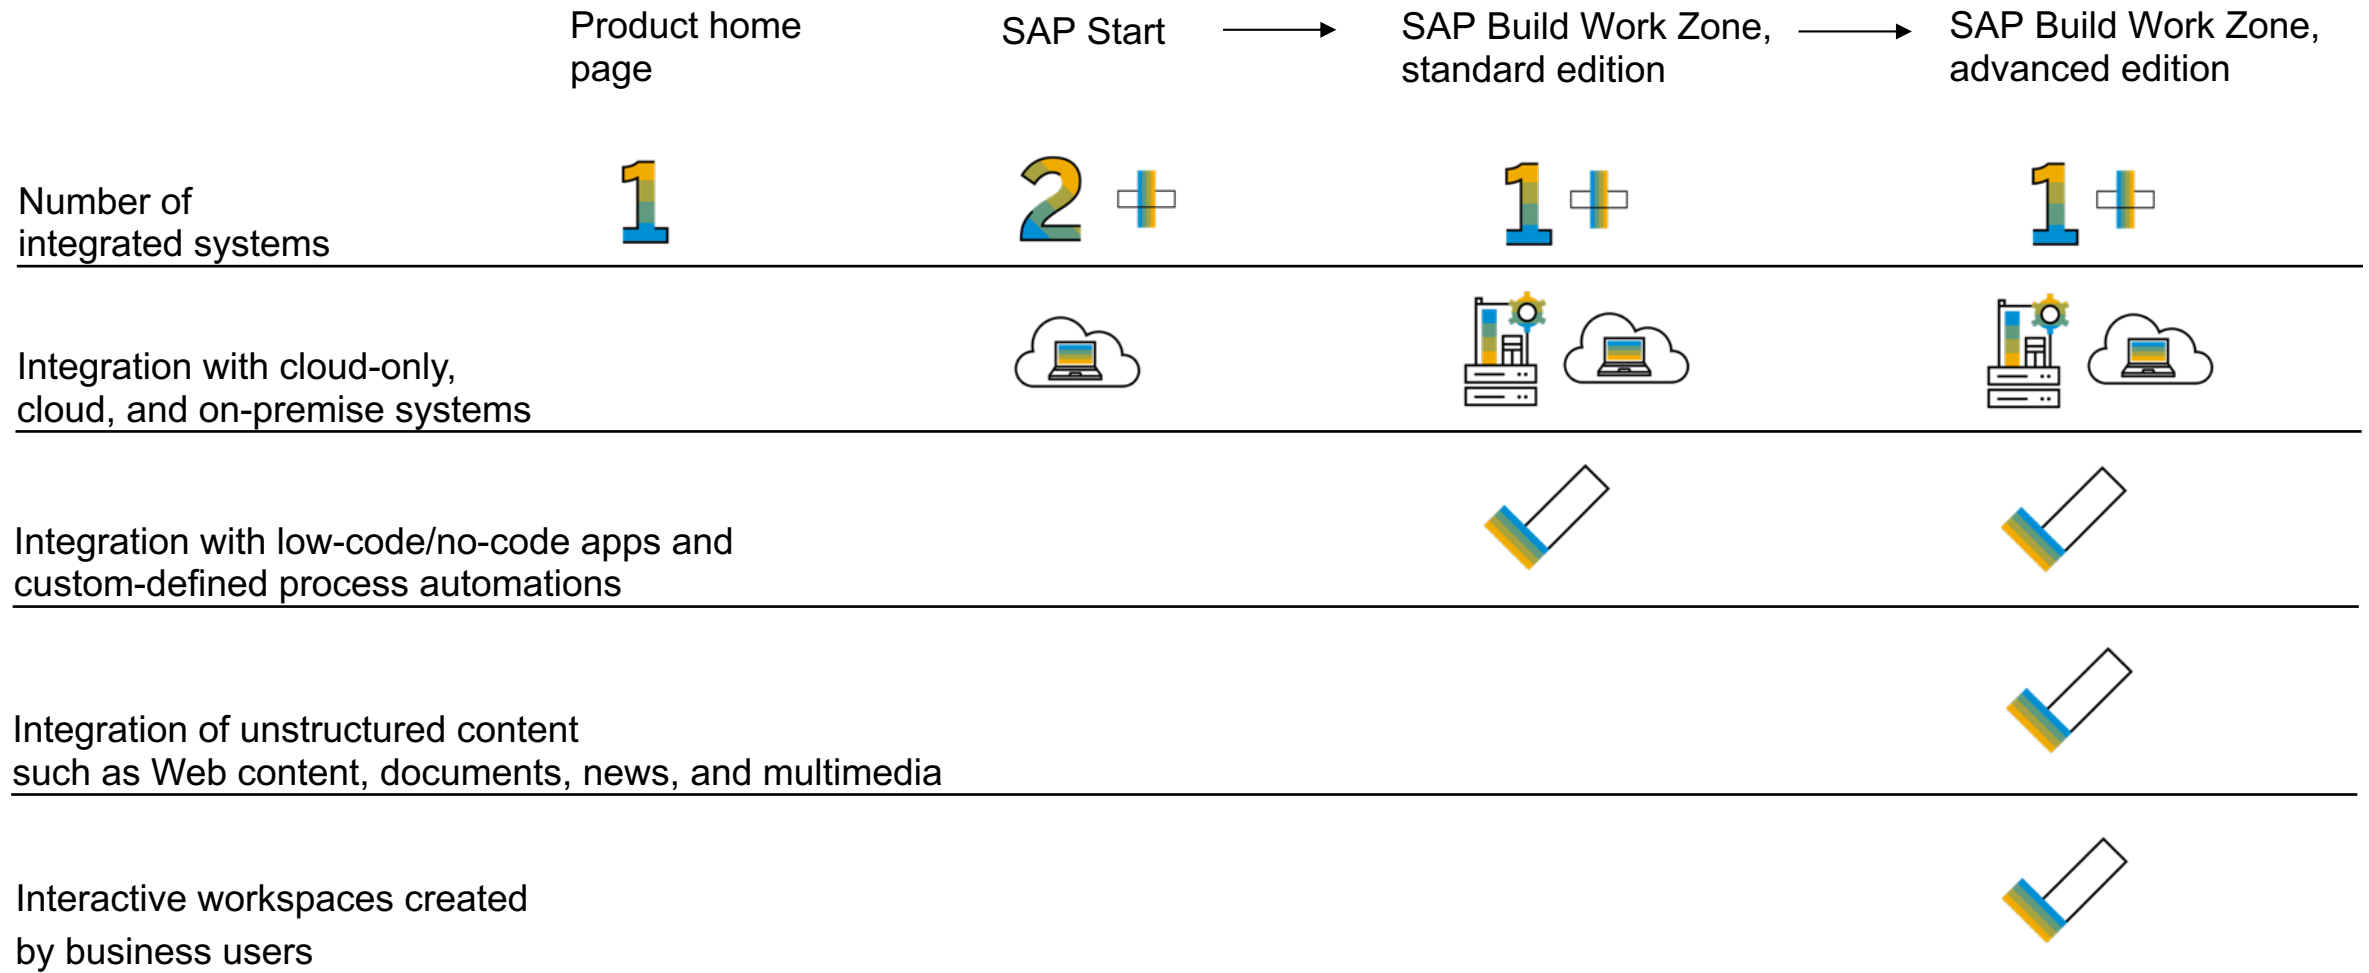 Product home
page
SAP Start
SAP Build Work Zone,
standard edition
SAP Build Work Zone,
advanced edition
Number of
integrated systems
1
2 +
1 +
1 +
Integration with cloud-only,
cloud, and on-premise systems
Integration with low-code/no-code apps and
custom-defined process automations
Integration of unstructured content
such as Web content, documents, news, and multimedia
Interactive workspaces created
by business users